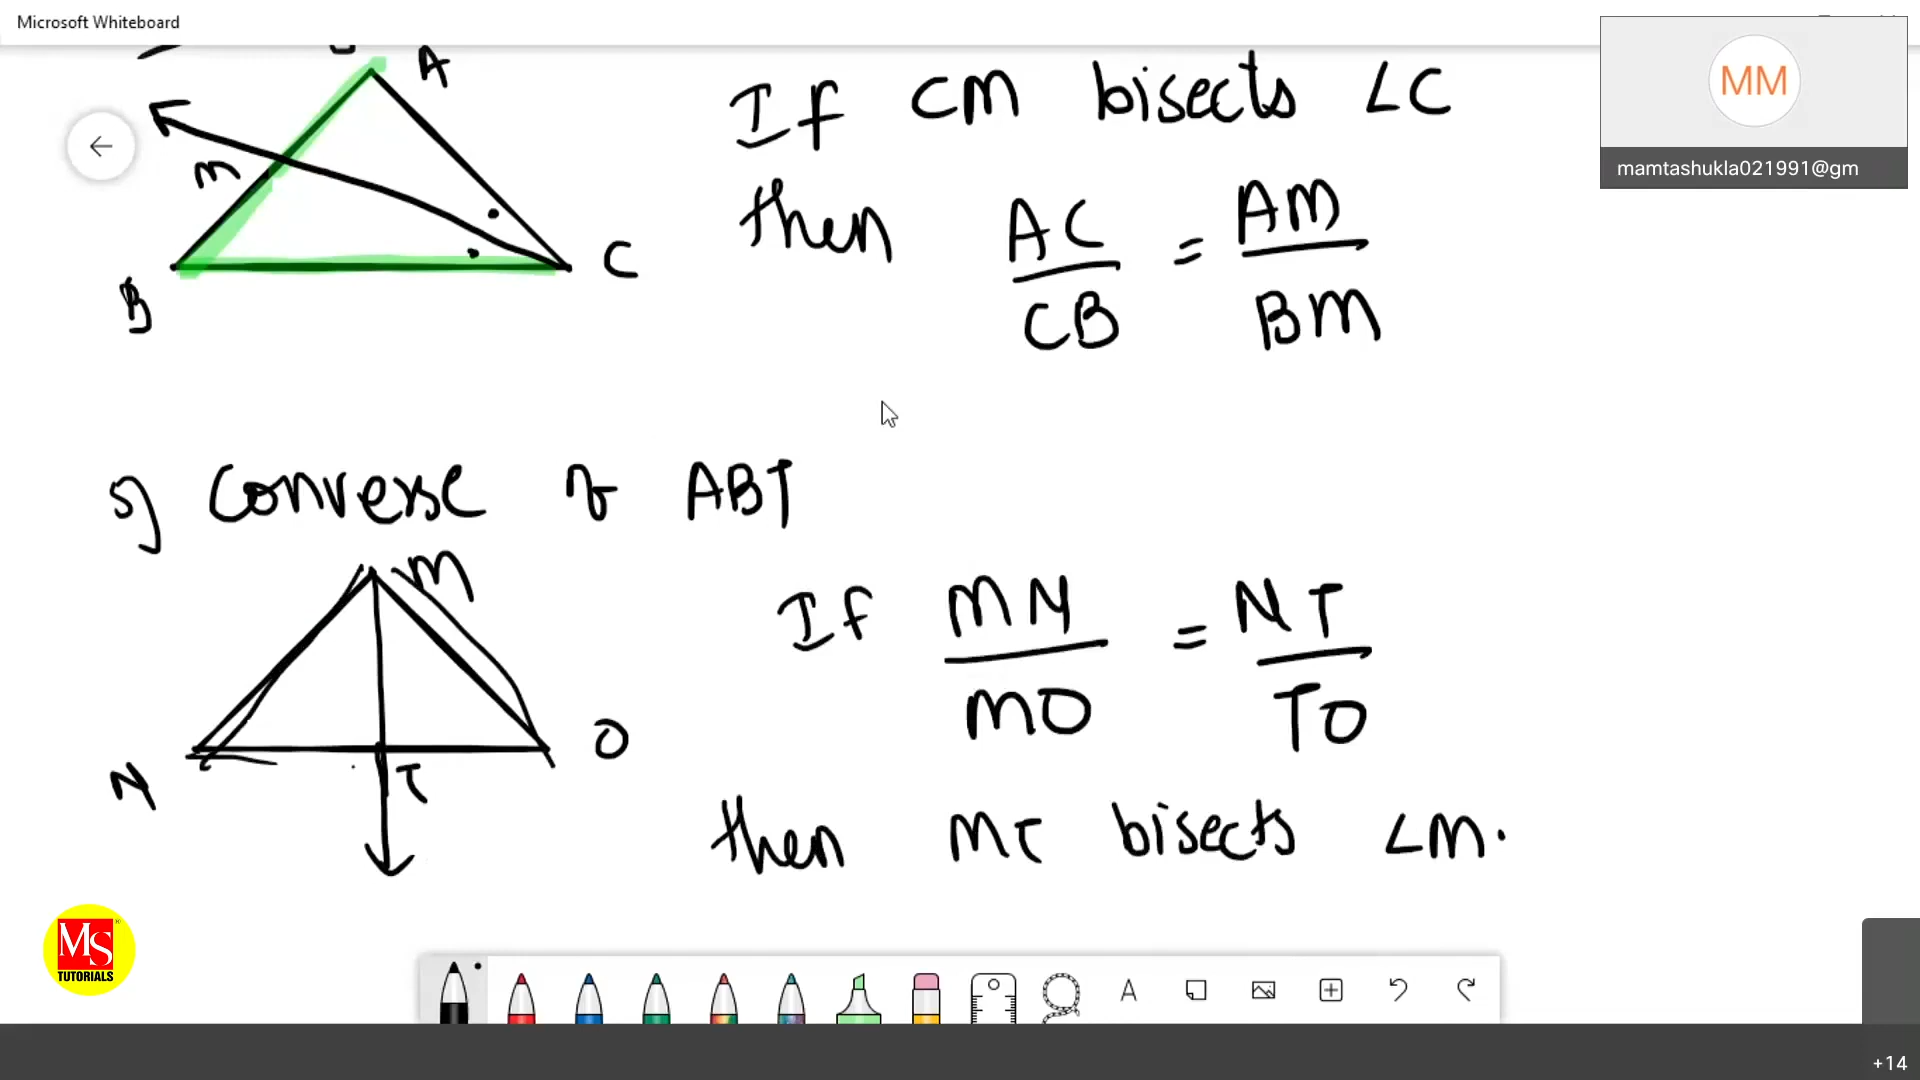 Microsoft Whiteboard
MM
mamtashukla021991@gm
A
M
B
C
If CM bisects ∠C
then AC/CB = AM/BM
5) Converse of ABT
M
N
O
T
If MN/MO = NT/TO
then MT bisects ∠M.
MS
TUTORIALS
A
+14